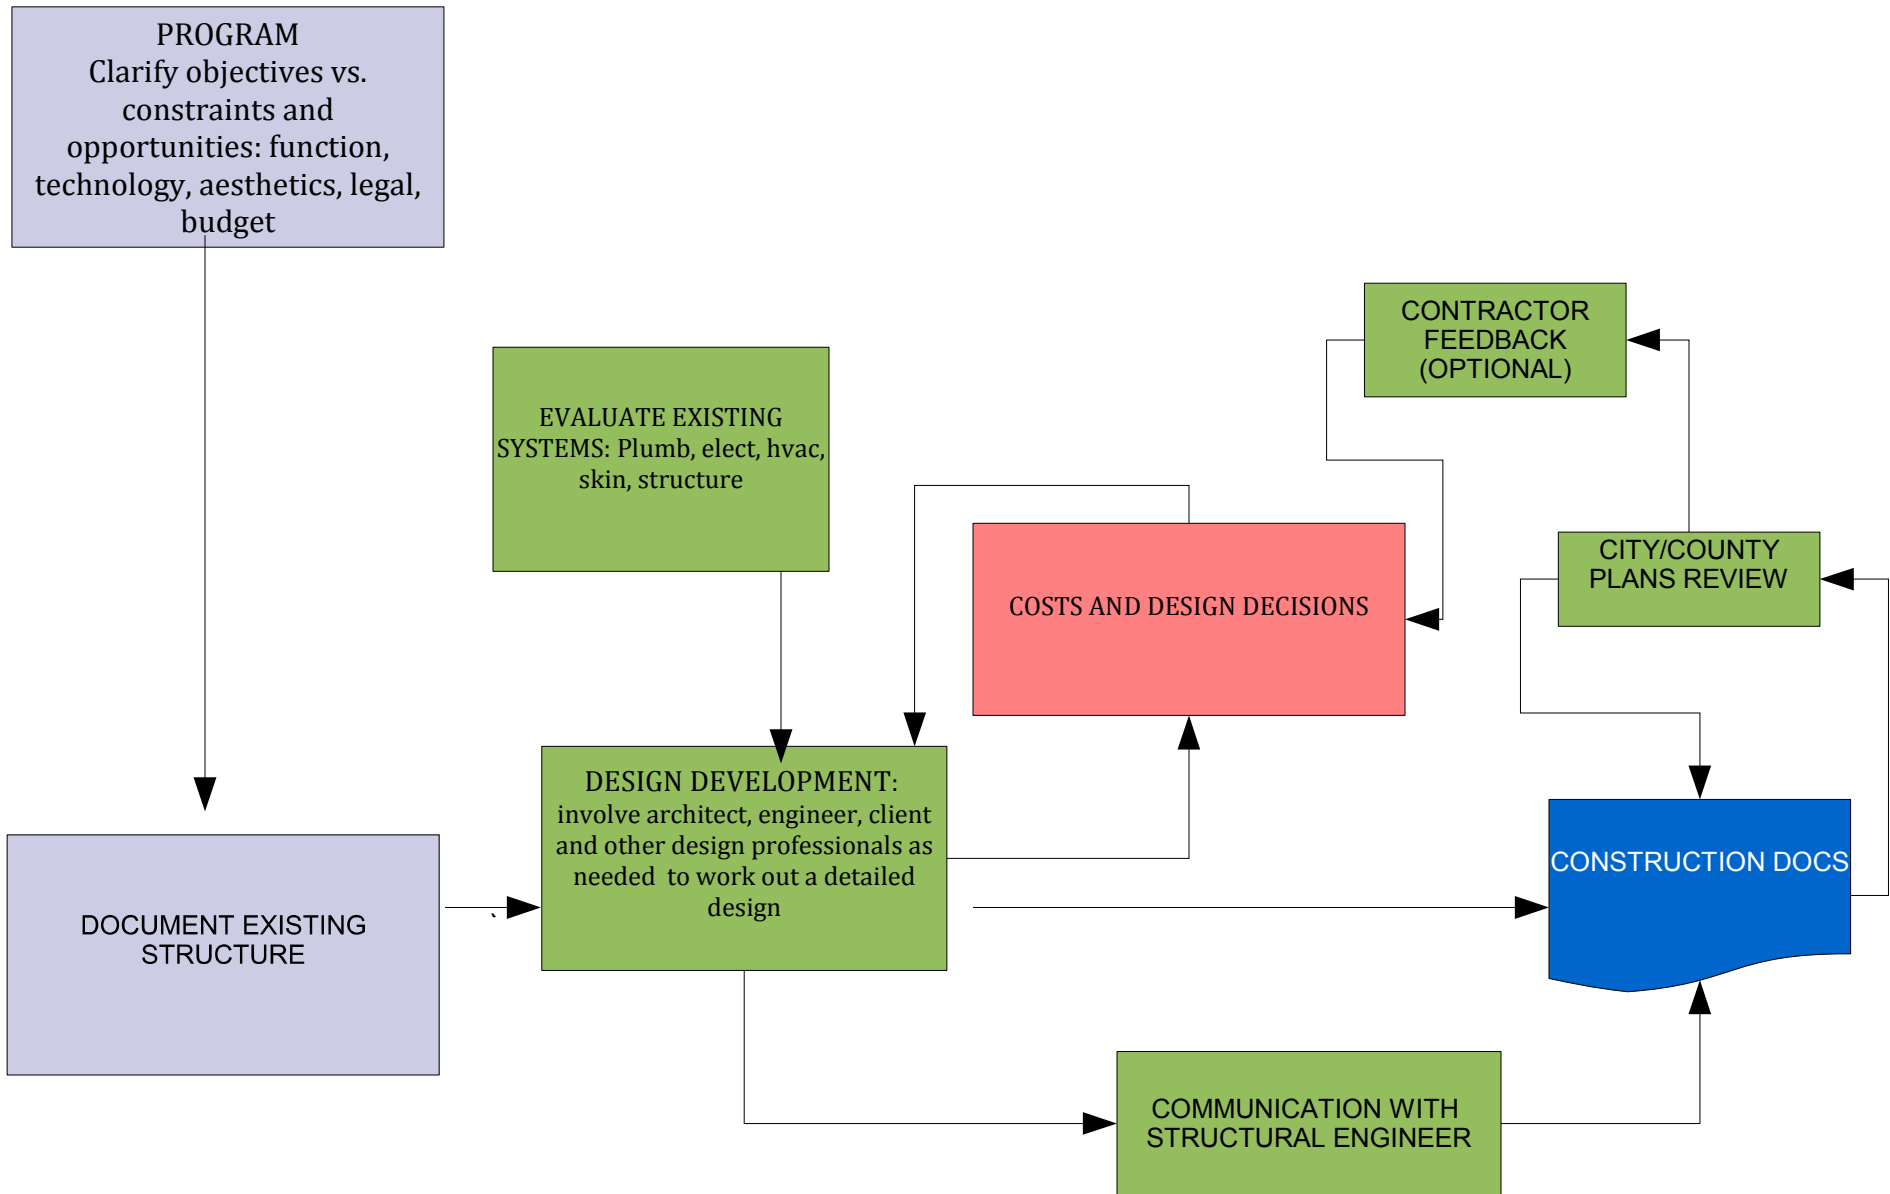 PROGRAM
Clarify objectives vs.
constraints and
opportunities: function,
technology, aesthetics, legal,
budget
CONTRACTOR
FEEDBACK
(OPTIONAL)
EVALUATE EXISTING
SYSTEMS: Plumb, elect, hvac,
skin, structure
COSTS AND DESIGN DECISIONS
CITY/COUNTY
PLANS REVIEW
DESIGN DEVELOPMENT:
involve architect, engineer, client
and other design professionals as
needed  to work out a detailed
design
CONSTRUCTION DOCS
DOCUMENT EXISTING
STRUCTURE
`
COMMUNICATION WITH
STRUCTURAL ENGINEER